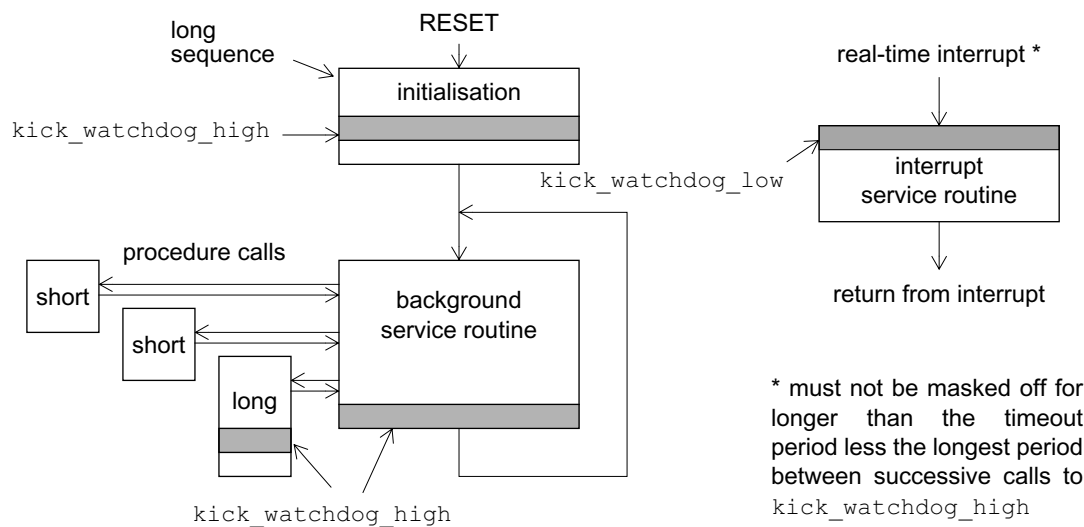 long
sequence
RESET
initialisation
kick_watchdog_high
procedure calls
short
short
long
background
service routine
kick_watchdog_high
real-time interrupt *
kick_watchdog_low
interrupt
service routine
return from interrupt
* must not be masked off for
longer than the timeout
period less the longest period
between successive calls to
kick_watchdog_high